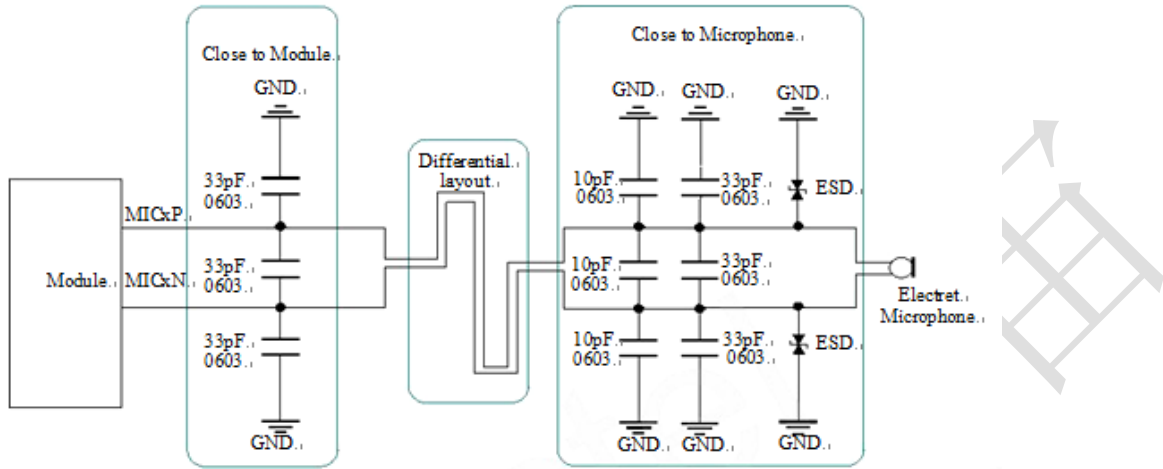 Close to Module.
GND.
33pF.
0603.
MICxP.
Module.
MICxN.
33pF.
0603.
33pF.
0603.
GND.
Differential.
layout.
Close to Microphone.
GND.
GND.
GND.
10pF.
0603.
33pF.
0603.
ESD.
10pF.
0603.
33pF.
0603.
10pF.
0603.
33pF.
0603.
ESD.
GND.
GND.
GND.
Electret.
Microphone.